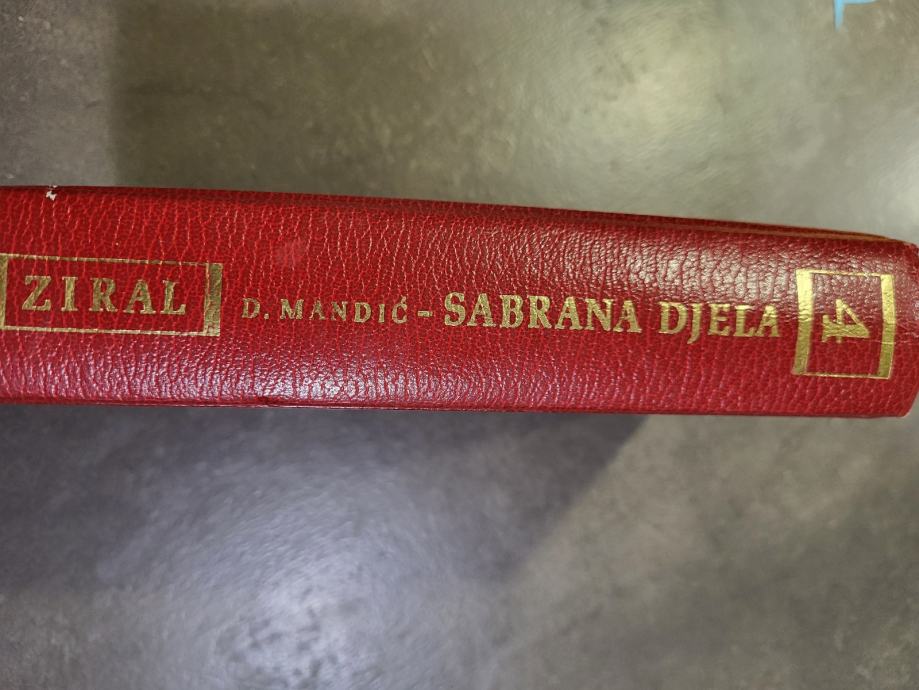 ZIRAL
D. MANDIĆ - SABRANA DJELA
4